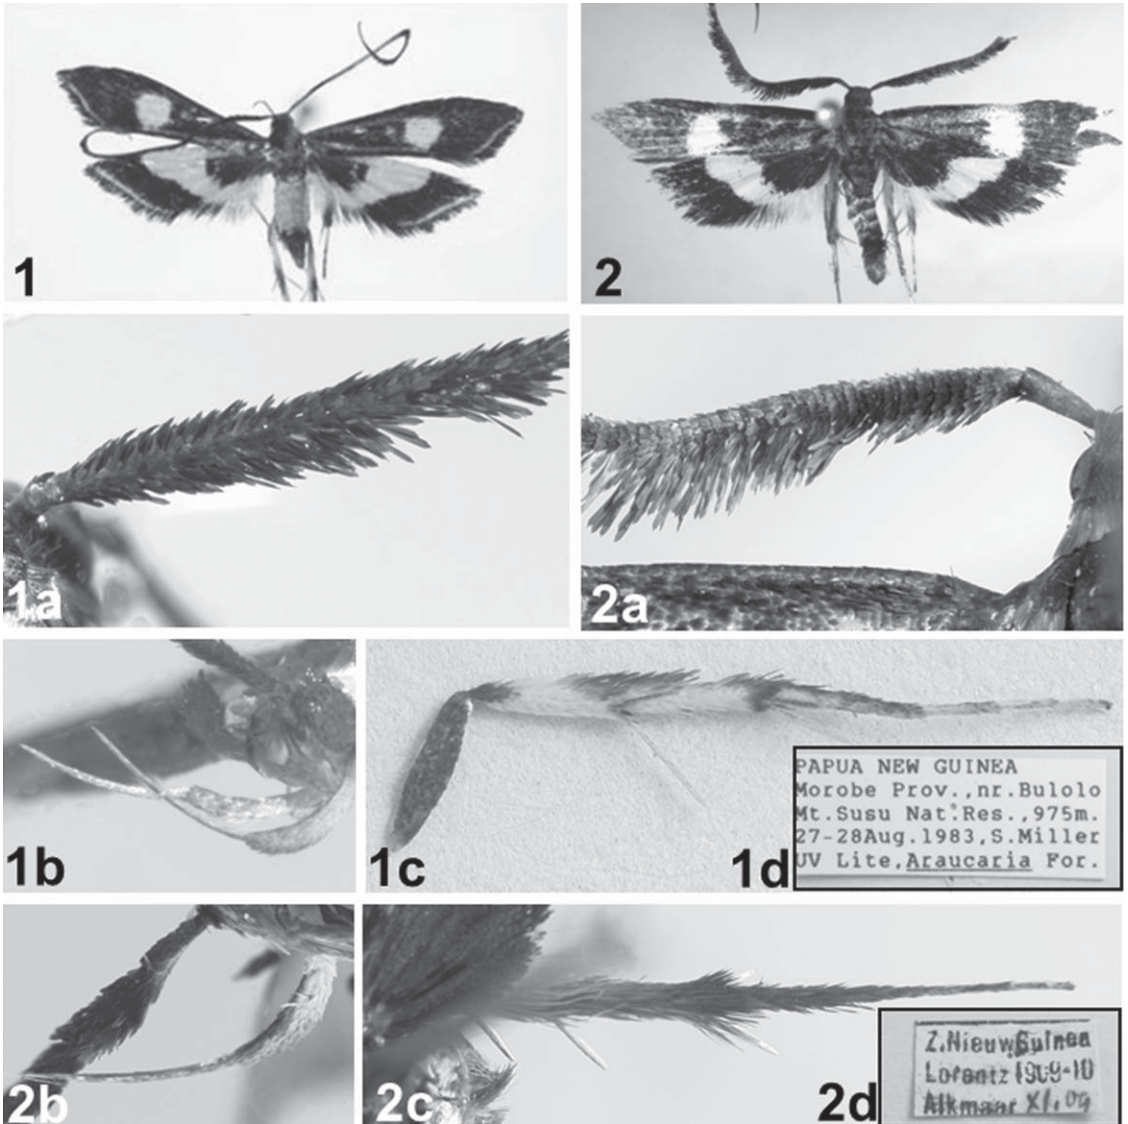 1
2
1a
2a
1b
1c
1d
PAPUA NEW GUINEA
Morobe Prov.,nr.Bulolo
Mt.Susu Nat.Res.,975m.
27-28Aug.1983,S.Miller
UV Lite,Araucaria For.
2b
2c
2d
Z.Nieuw Guinea
Lorentz 1909-10
Alkmaar XI.09